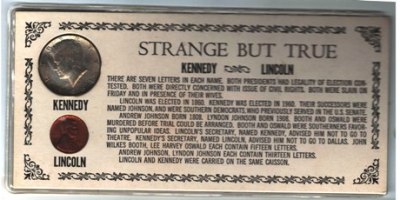 STRANGE BUT TRUE
KENNEDY LINCOLN
THERE ARE SEVEN LETTERS IN EACH NAME. BOTH PRESIDENTS HAD LEGALITY OF ELECTION CON-
TESTED. BOTH WERE DIRECTLY CONCERNED WITH ISSUE OF CIVIL RIGHTS. BOTH WERE SLAIN ON
FRIDAY AND IN PRESENCE OF THEIR WIVES.
LINCOLN WAS ELECTED IN 1860, KENNEDY WAS ELECTED IN 1960. THEIR SUCCESSORS WERE
NAMED JOHNSON, AND WERE SOUTHERN DEMOCRATS, WHO PREVIOUSLY SERVED IN THE U.S. SENATE.
ANDREW JOHNSON BORN 1808. LYNDON JOHNSON BORN 1908. BOOTH AND OSWALD WERE
MURDERED BEFORE TRIAL COULD BE ARRANGED. BOOTH AND OSWALD WERE SOUTHERNERS FAVOR-
ING UNPOPULAR IDEAS. LINCOLN'S SECRETARY, NAMED KENNEDY, ADVISED HIM NOT TO GO TO
THEATRE. KENNEDY'S SECRETARY, NAMED LINCOLN, ADVISED HIM NOT TO GO TO DALLAS. JOHN
WILKES BOOTH, LEE HARVEY OSWALD EACH CONTAIN FIFTEEN LETTERS.
ANDREW JOHNSON, LYNDON JOHNSON EACH CONTAIN THIRTEEN LETTERS.
LINCOLN AND KENNEDY WERE CARRIED ON THE SAME CAISSON.
KENNEDY
LINCOLN